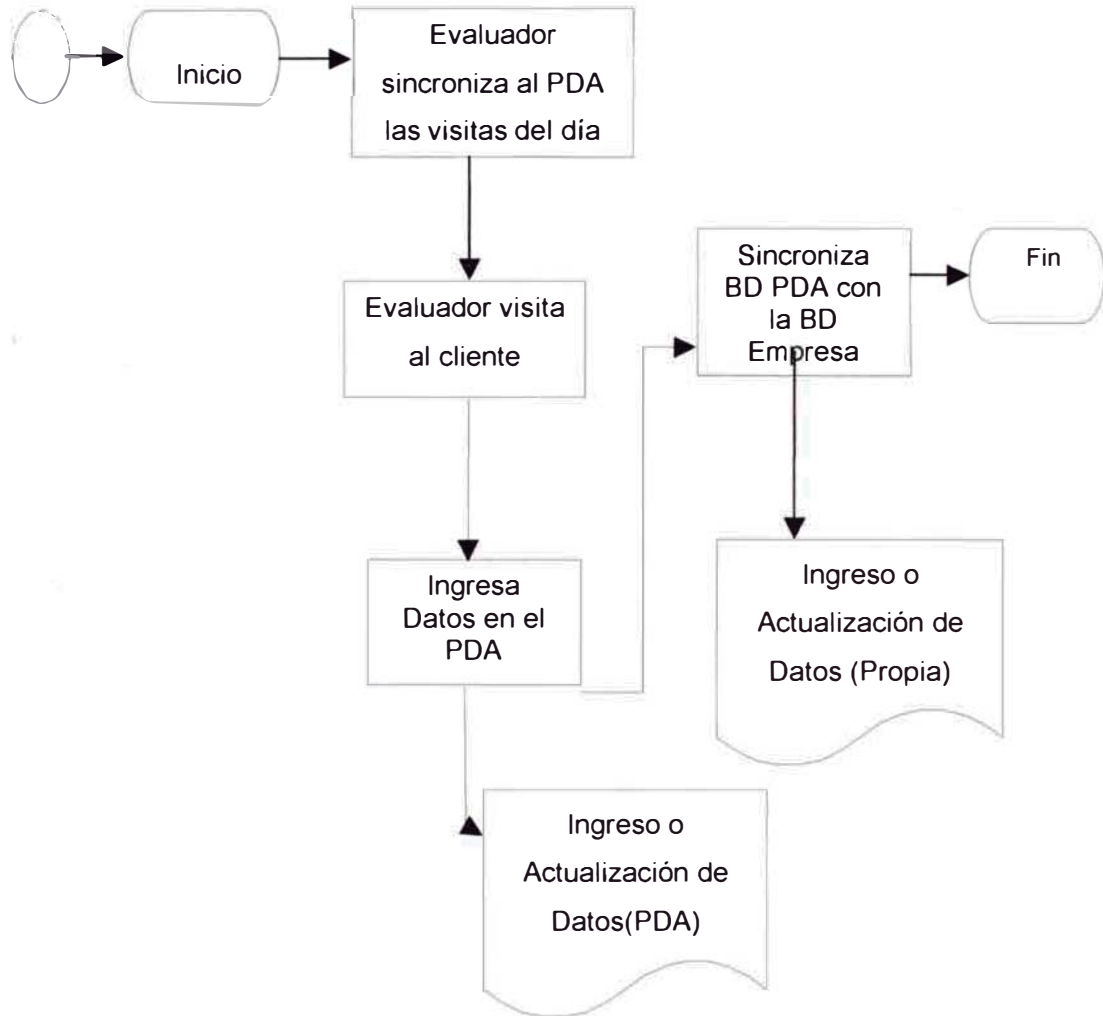 Inicio
Evaluador
sincroniza al PDA
las visitas del día
Evaluador visita
al cliente
Ingresa
Datos en el
PDA
Sincroniza
BD PDA con
la BD
Empresa
Fin
Ingreso o
Actualización de
Datos (Propia)
Ingreso o
Actualización de
Datos(PDA)